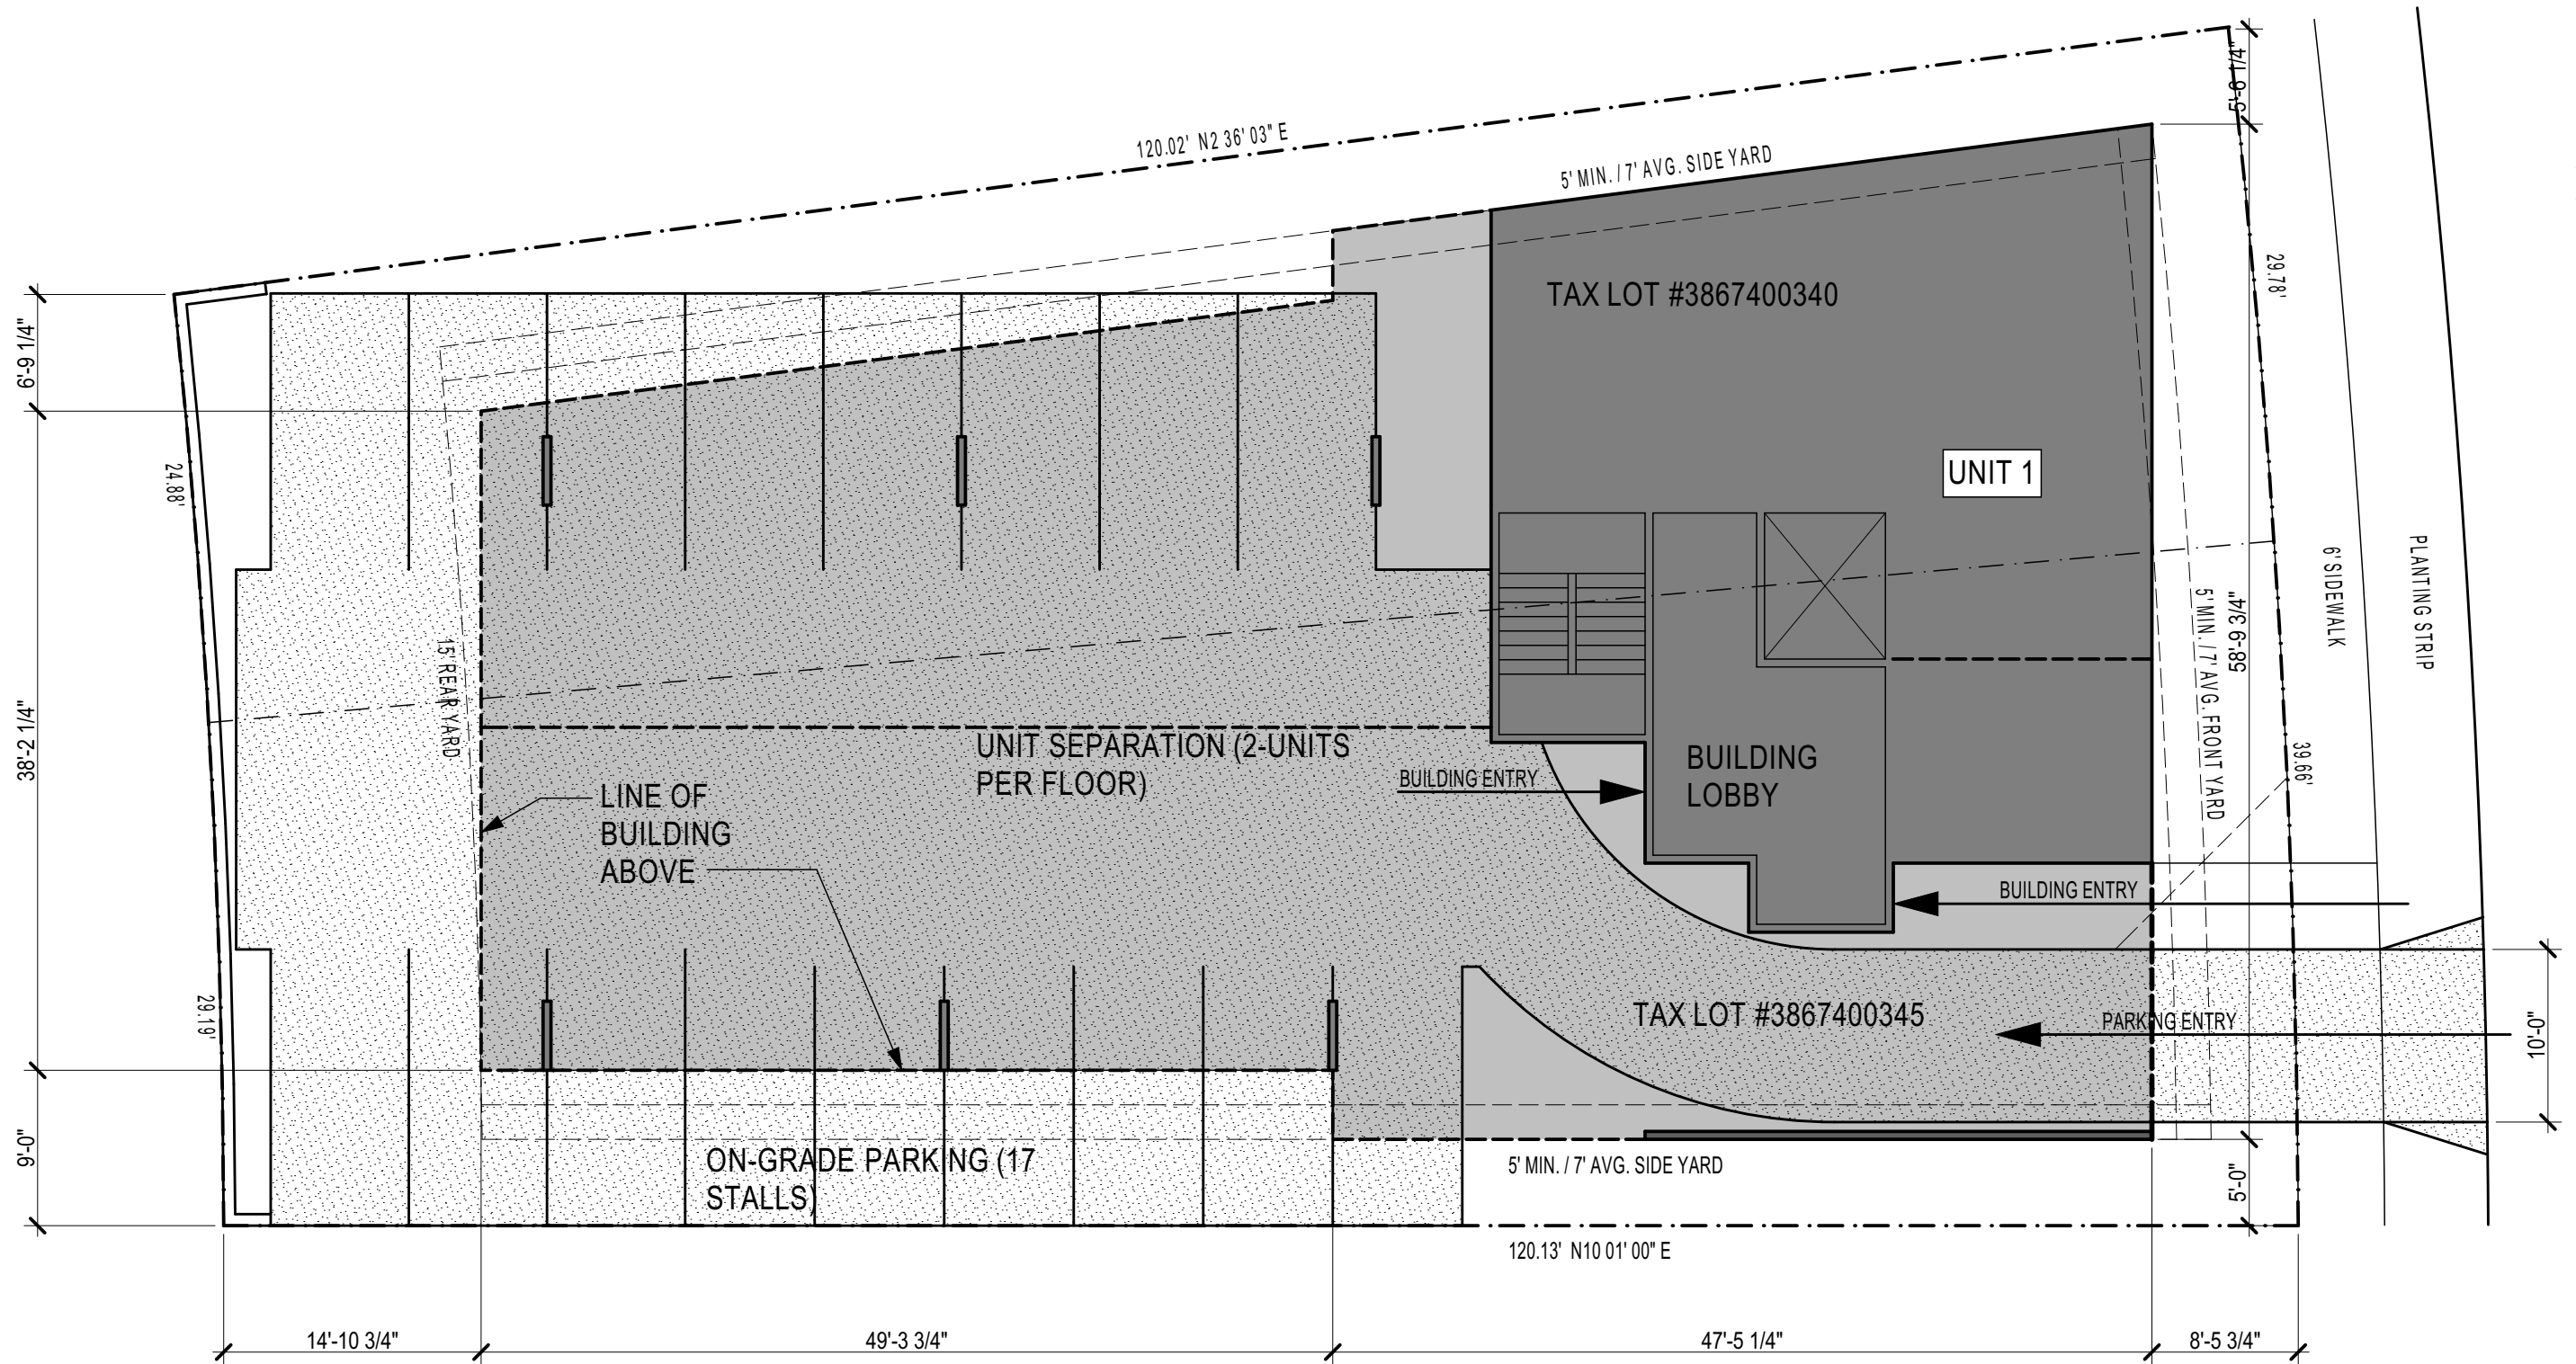 5'-6 1/4"
120.02' N2 36' 03" E
5' MIN. / 7' AVG. SIDE YARD
TAX LOT #3867400340
29.78'
6'-9 1/4"
24.88'
UNIT 1
6' SIDEWALK
PLANTING STRIP
15' REAR YARD
38'-2 1/4"
58'-9 3/4"
5' MIN. / 7' AVG. FRONT YARD
39.66'
UNIT SEPARATION (2-UNITS
PER FLOOR)
BUILDING ENTRY
BUILDING
LOBBY
LINE OF
BUILDING
ABOVE
BUILDING ENTRY
29.19'
TAX LOT #3867400345
PARKING ENTRY
10'-0"
9'-0"
ON-GRADE PARKING (17
STALLS)
5' MIN. / 7' AVG. SIDE YARD
5'-0"
120.13' N10 01' 00" E
14'-10 3/4"
49'-3 3/4"
47'-5 1/4"
8'-5 3/4"